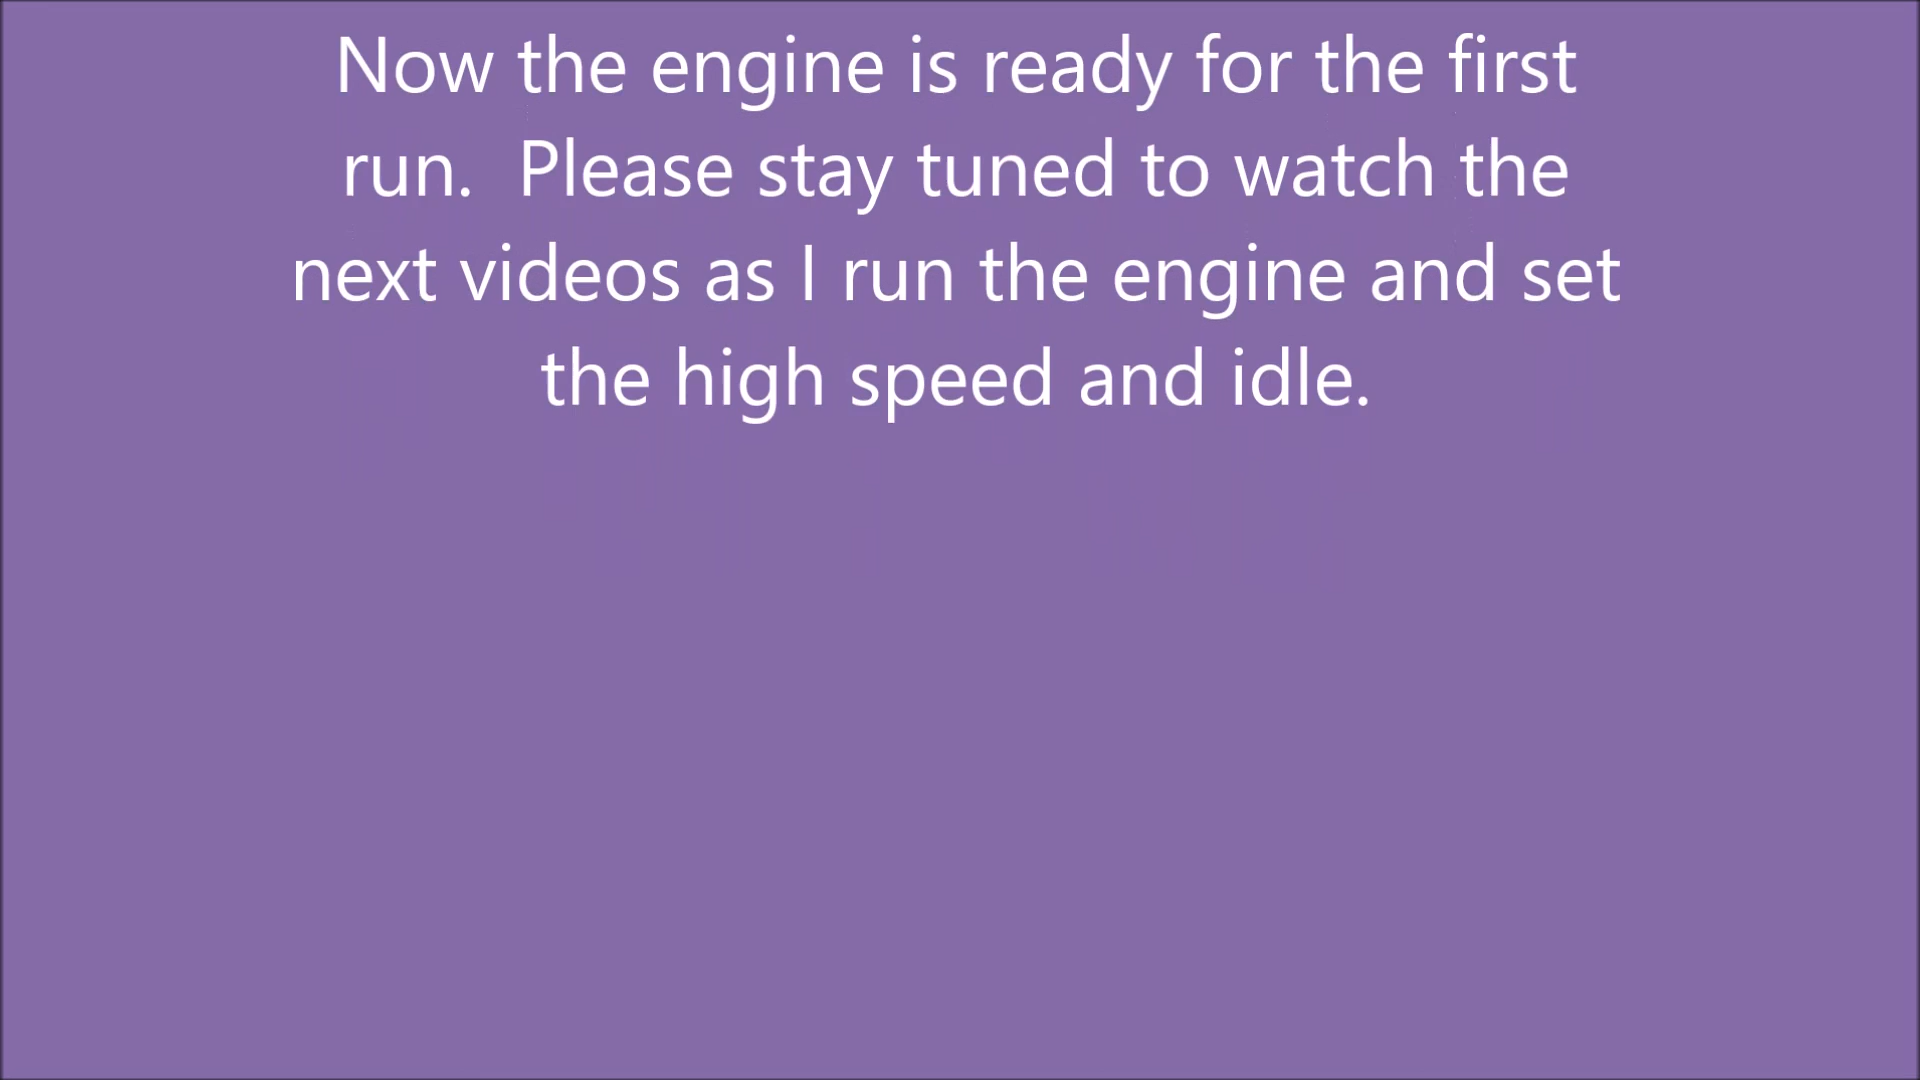 Now the engine is ready for the first
run.  Please stay tuned to watch the
next videos as I run the engine and set
the high speed and idle.